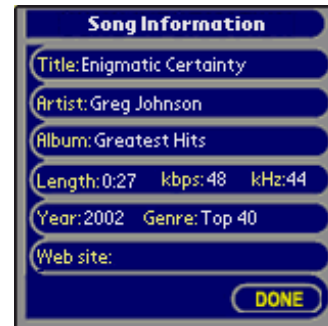 Song Information
Title: Enigmatic Certainty
Artist: Greg Johnson
Album: Greatest Hits
Length: 0:27 kbps: 48 kHz: 44
Year: 2002 Genre: Top 40
Web site:
DONE